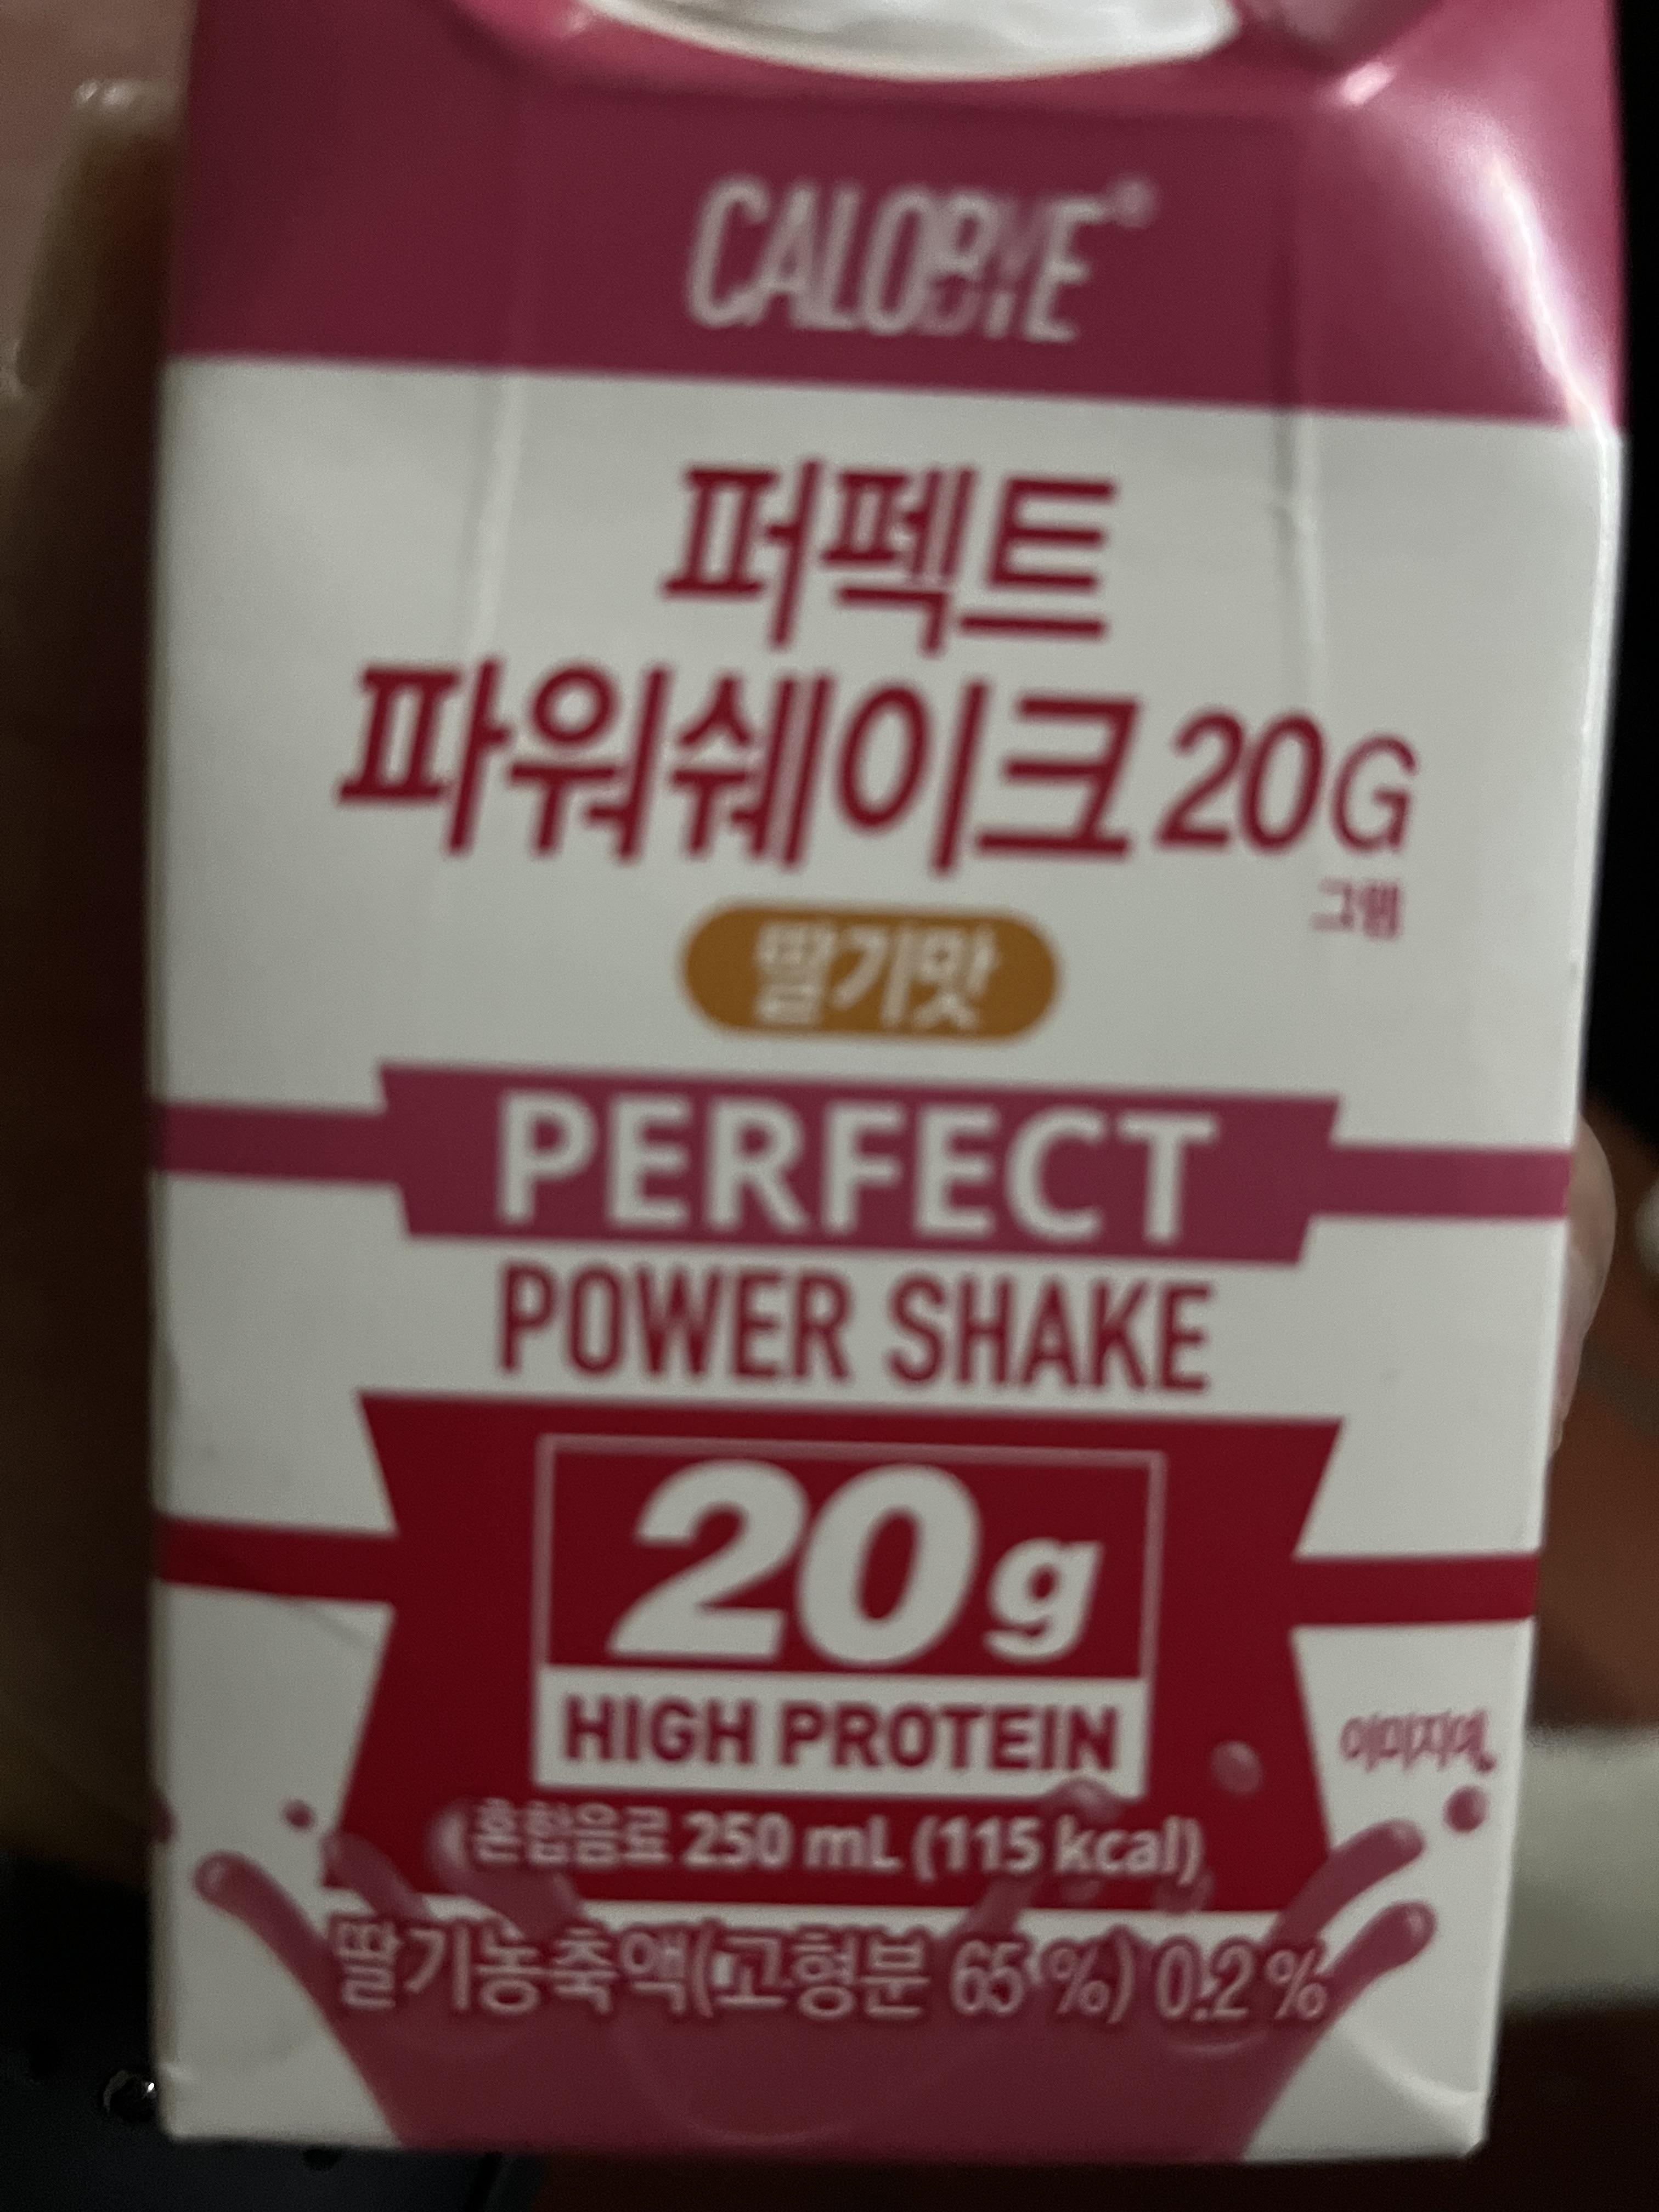 CALOBYE®
퍼펙트
파워쉐이크 20G
그램
딸기맛
PERFECT
POWER SHAKE
20g
HIGH PROTEIN
이미지예
혼합음료 250 mL (115 kcal)
딸기농축액(고형분 65 %) 0.2 %